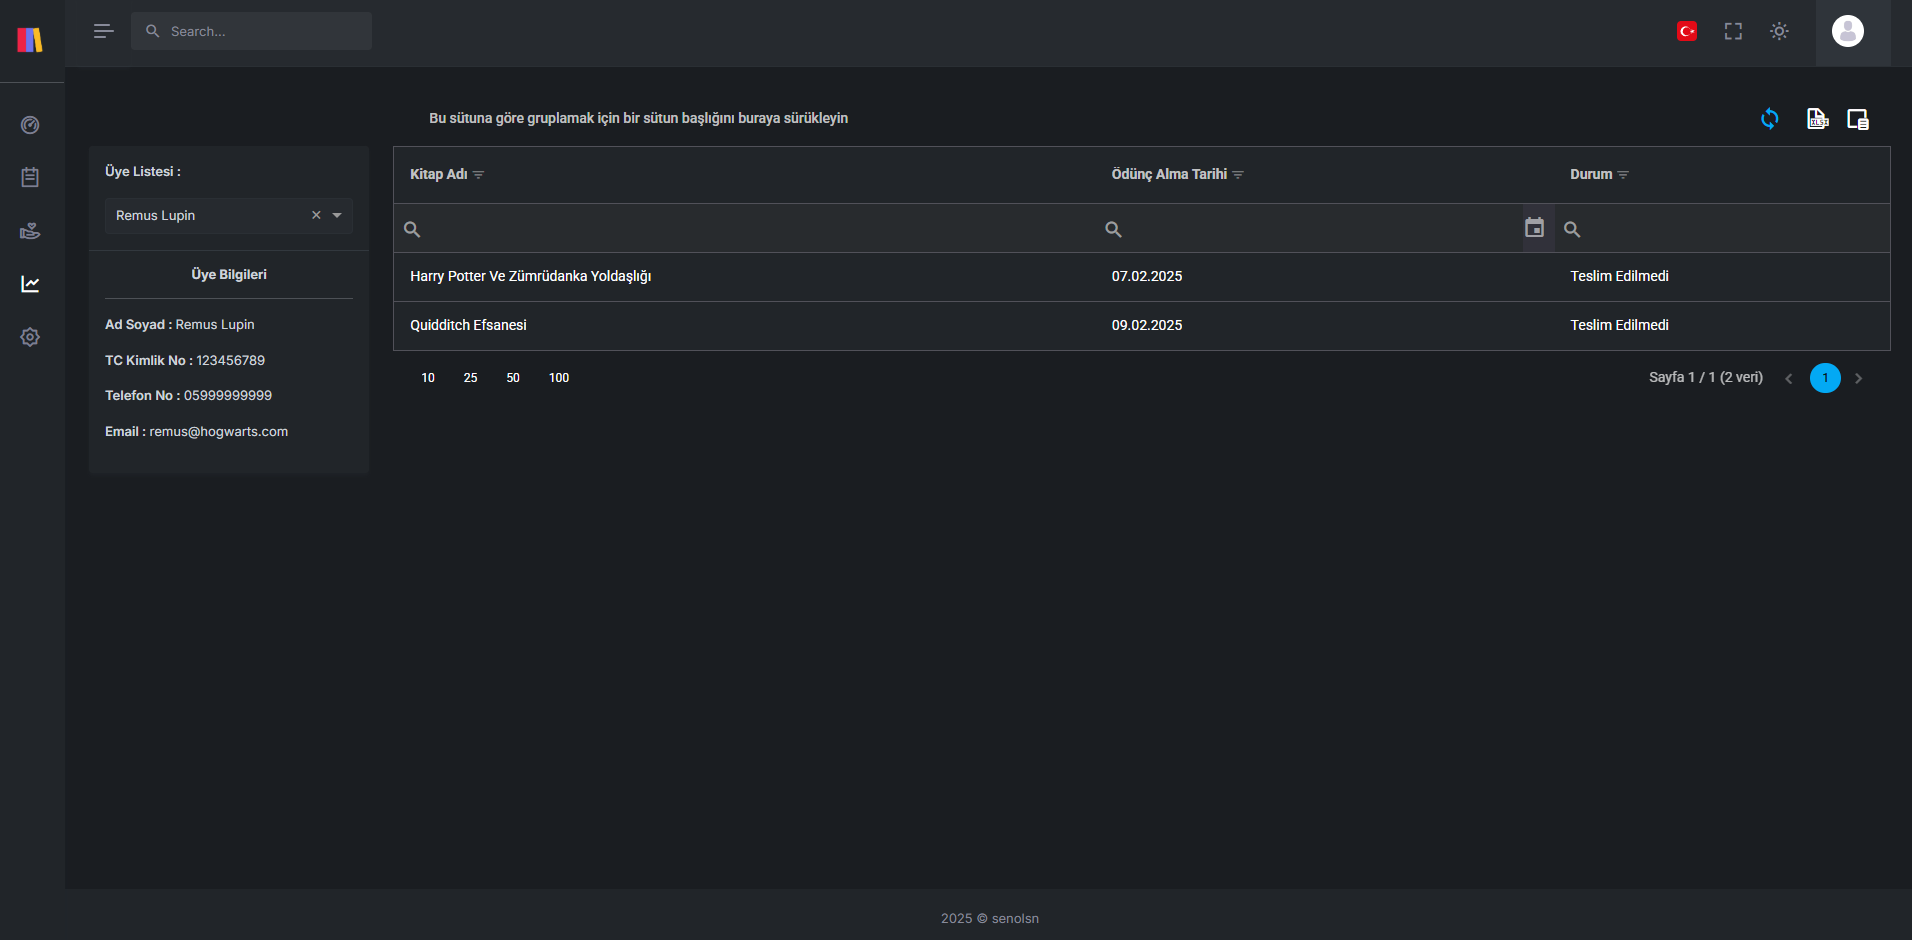 Search...
Bu sütuna göre gruplamak için bir sütun başlığını buraya sürükleyin
XLSX
Üye Listesi :
Remus Lupin
Üye Bilgileri
Ad Soyad : Remus Lupin
TC Kimlik No : 123456789
Telefon No : 05999999999
Email : remus@hogwarts.com
Kitap Adı Ödünç Alma Tarihi Durum
Harry Potter Ve Zümrüdanka Yoldaşlığı 07.02.2025 Teslim Edilmedi
Quidditch Efsanesi 09.02.2025 Teslim Edilmedi
10 25 50 100 Sayfa 1 / 1 (2 veri) 1
2025 © senolsn